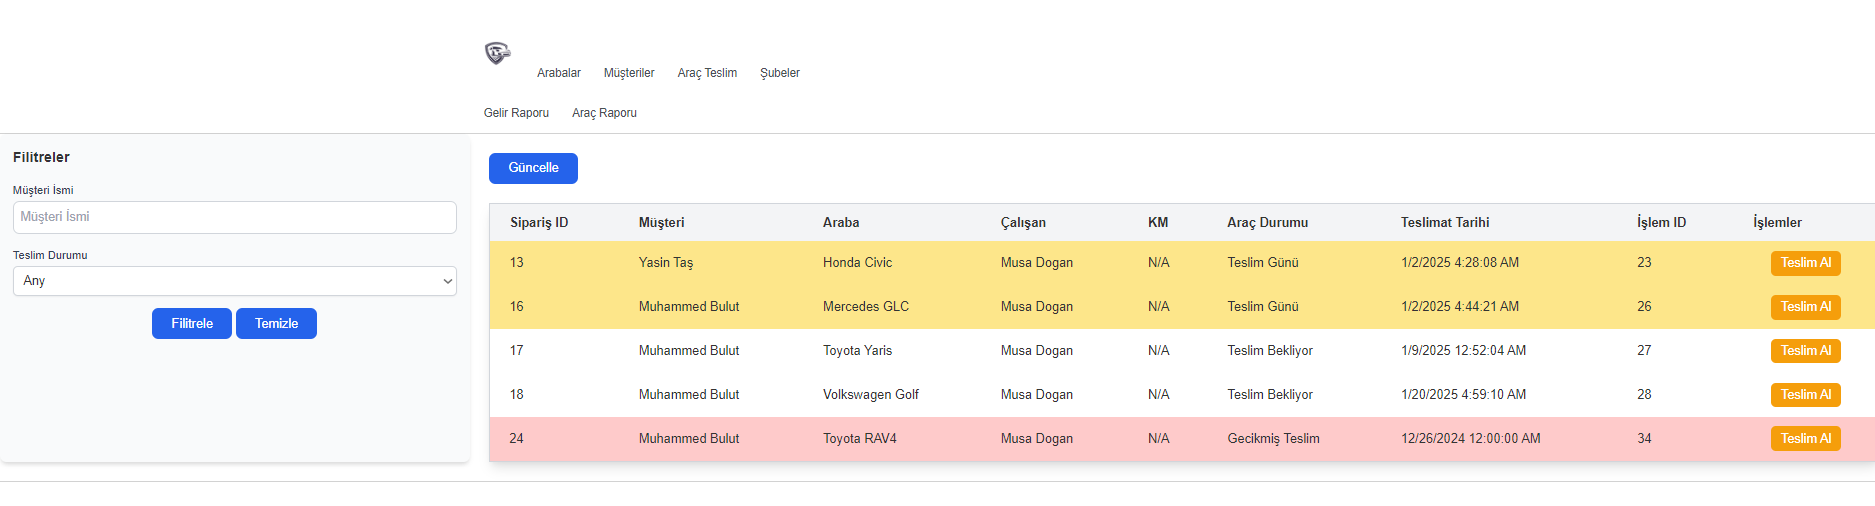 Arabalar Müşteriler Araç Teslim Şubeler
Gelir Raporu Araç Raporu
Filitreler
Müşteri İsmi
Müşteri İsmi
Teslim Durumu
Any
Filitrele Temizle
Güncelle
Sipariş ID Müşteri Araba Çalışan KM Araç Durumu Teslimat Tarihi İşlem ID İşlemler
13 Yasin Taş Honda Civic Musa Dogan N/A Teslim Günü 1/2/2025 4:28:08 AM 23 Teslim Al
16 Muhammed Bulut Mercedes GLC Musa Dogan N/A Teslim Günü 1/2/2025 4:44:21 AM 26 Teslim Al
17 Muhammed Bulut Toyota Yaris Musa Dogan N/A Teslim Bekliyor 1/9/2025 12:52:04 AM 27 Teslim Al
18 Muhammed Bulut Volkswagen Golf Musa Dogan N/A Teslim Bekliyor 1/20/2025 4:59:10 AM 28 Teslim Al
24 Muhammed Bulut Toyota RAV4 Musa Dogan N/A Gecikmiş Teslim 12/26/2024 12:00:00 AM 34 Teslim Al